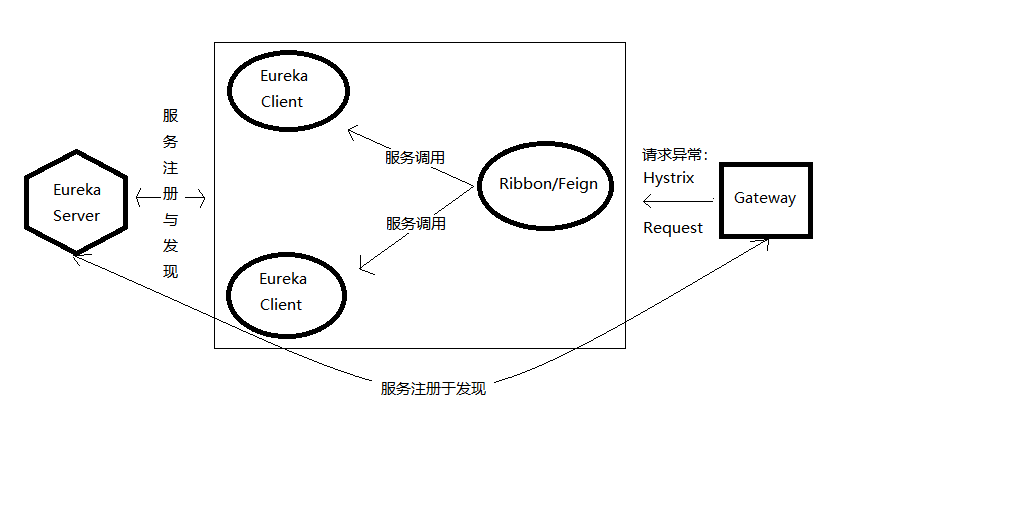 Eureka
Server
服
务
注
册
与
发
现
Eureka
Client
服务调用
服务调用
Eureka
Client
Ribbon/Feign
请求异常：
Hystrix
Request
Gateway
服务注册于发现